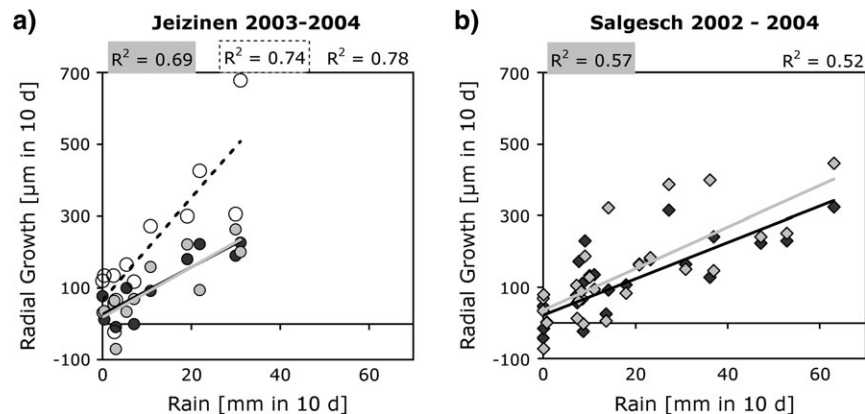 a) Jeizinen 2003-2004
R² = 0.69 R² = 0.74 R² = 0.78
700
500
300
100
-100
Radial Growth [µm in 10 d]
0 20 40 60
Rain [mm in 10 d]
b) Salgesch 2002 - 2004
R² = 0.57 R² = 0.52
700
500
300
100
-100
Radial Growth [µm in 10 d]
0 20 40 60
Rain [mm in 10 d]